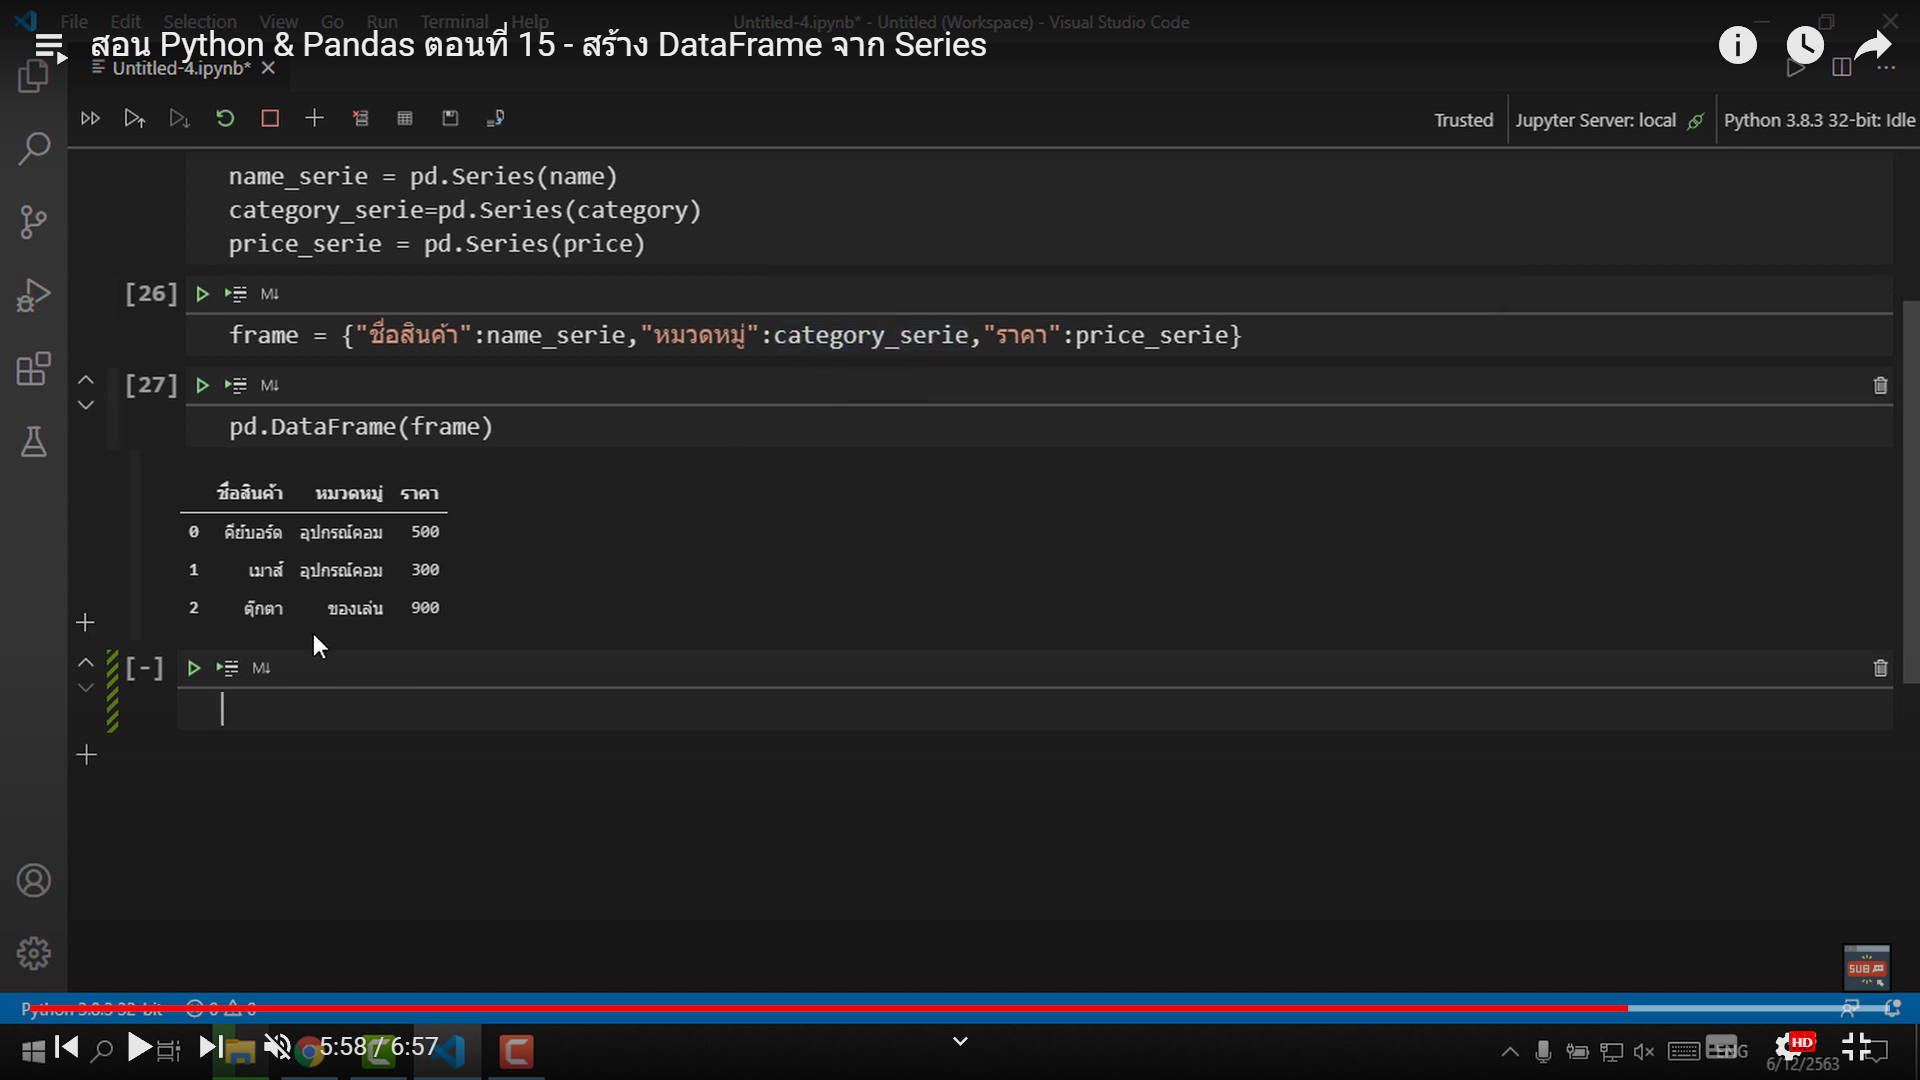 File Edit Selection View Go Run Terminal Help Untitled-4.ipynb* - Untitled (Workspace) - Visual Studio Code
สอน Python & Pandas ตอนที่ 15 - สร้าง DataFrame จาก Series
Untitled-4.ipynb*
Trusted Jupyter Server: local Python 3.8.3 32-bit: Idle
name_serie = pd.Series(name)
category_serie=pd.Series(category)
price_serie = pd.Series(price)
[26] M↓
frame = {"ชื่อสินค้า":name_serie,"หมวดหมู่":category_serie,"ราคา":price_serie}
[27] M↓
pd.DataFrame(frame)
ชื่อสินค้า หมวดหมู่ ราคา
0 คีย์บอร์ด อุปกรณ์คอม 500
1 เมาส์ อุปกรณ์คอม 300
2 ตุ๊กตา ของเล่น 900
[-] M↓
SUB
Python 3.8.3 32-bit 0 0
5:58 / 6:57
ENG
HD
6/12/2563